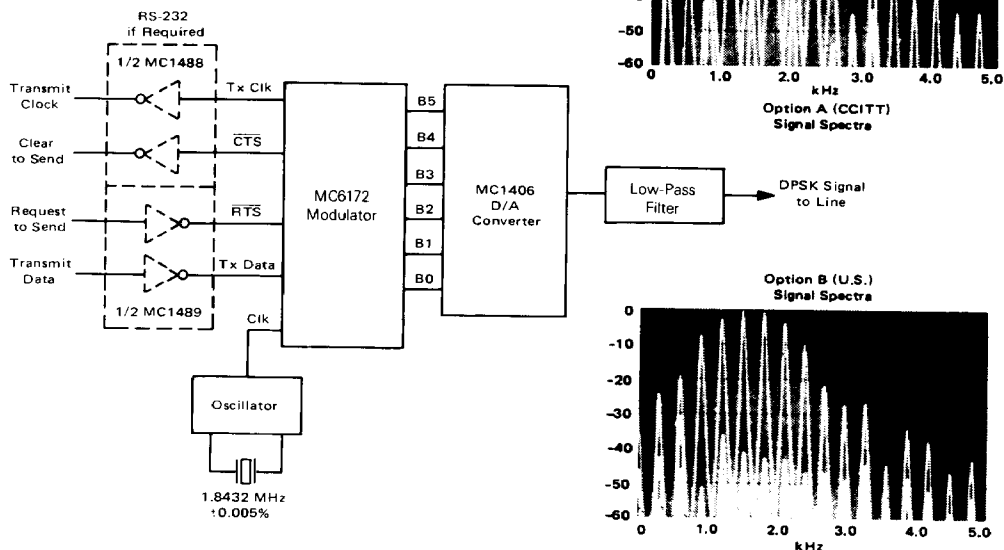 RS-232
if Required
1/2 MC1488
Transmit
Clock
Tx Clk
Clear
to Send
CTS
Request
to Send
RTS
Transmit
Data
Tx Data
1/2 MC1489
Clk
MC6172
Modulator
B5
B4
B3
B2
B1
B0
MC1406
D/A
Converter
Low-Pass
Filter
DPSK Signal
to Line
Oscillator
1.8432 MHz
±0.005%
-50
-60
0 1.0 2.0 3.0 4.0 5.0
kHz
Option A (CCITT)
Signal Spectra
Option B (U.S.)
Signal Spectra
0
-10
-20
-30
-40
-50
-60
0 1.0 2.0 3.0 4.0 5.0
kHz